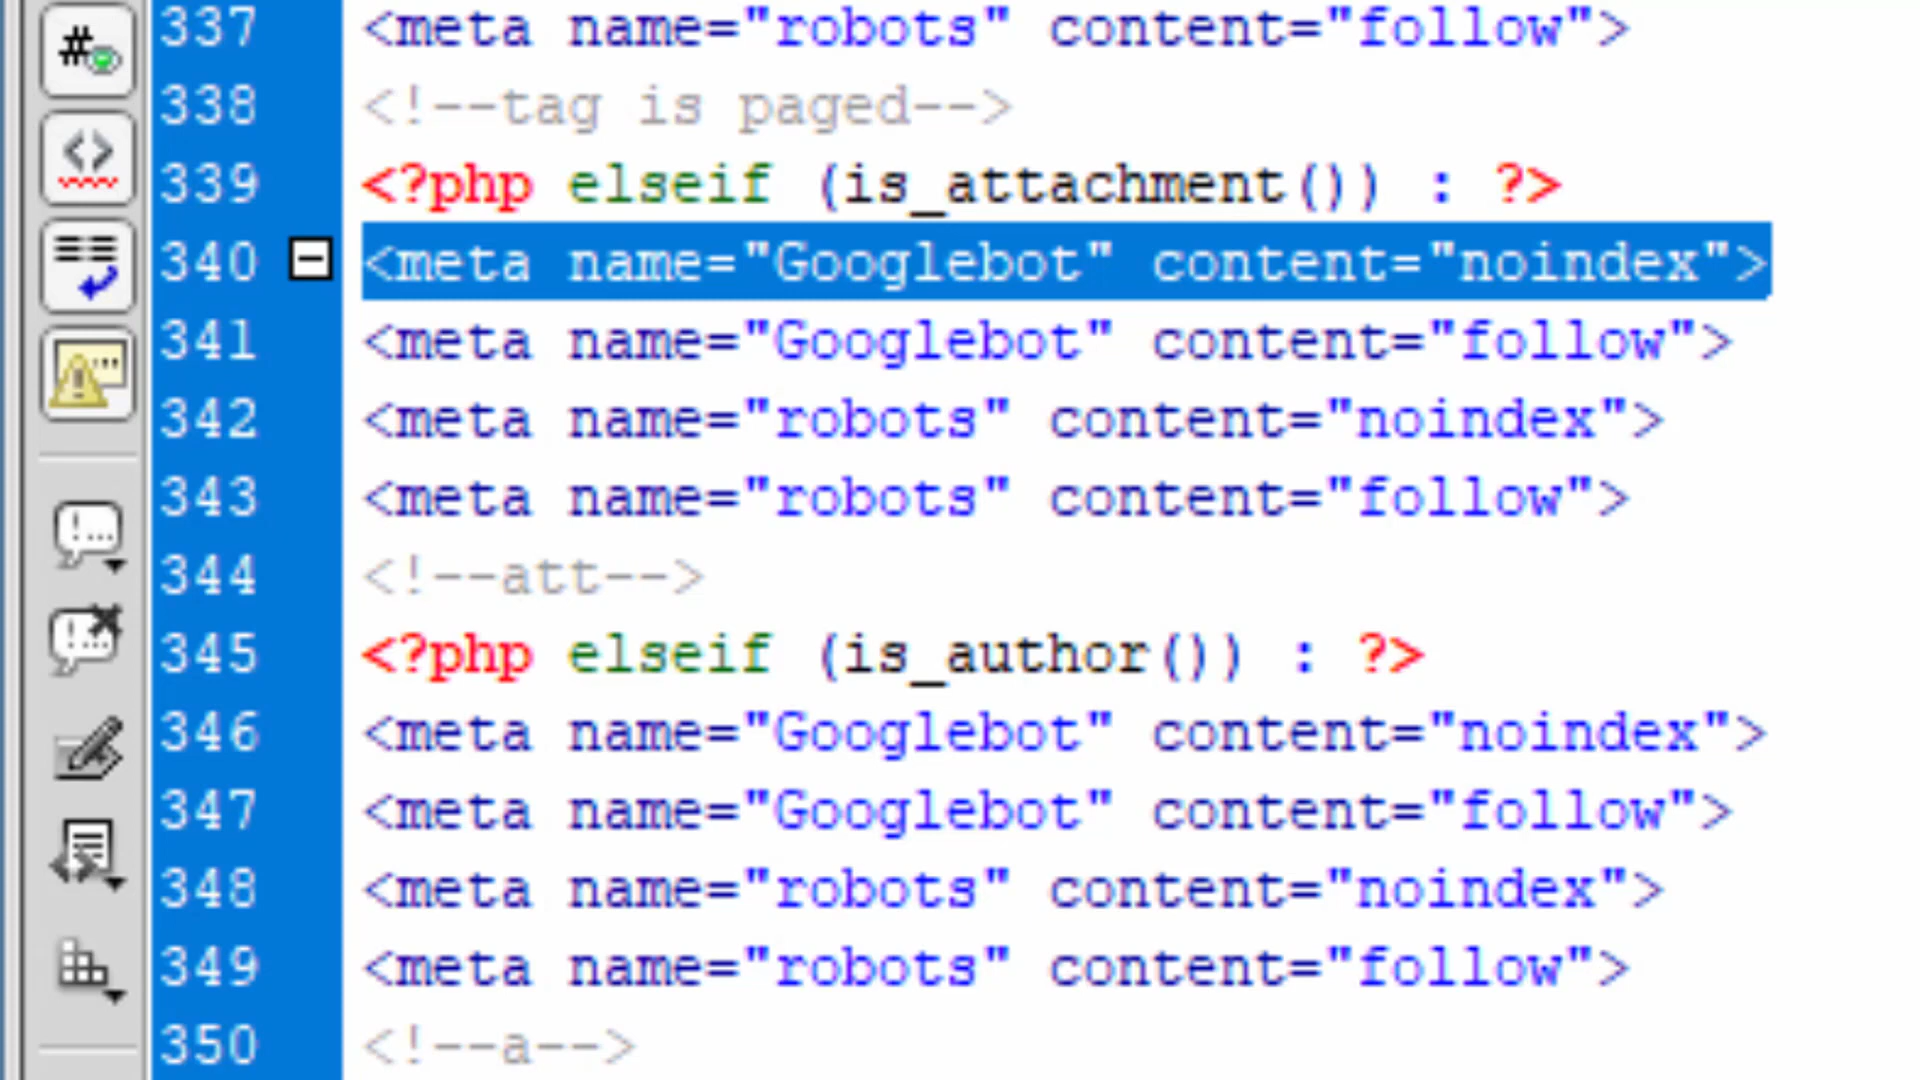 337 <meta name="robots" content="follow">
338 <!--tag is paged-->
339 <?php elseif (is_attachment()) : ?>
340 <meta name="Googlebot" content="noindex">
341 <meta name="Googlebot" content="follow">
342 <meta name="robots" content="noindex">
343 <meta name="robots" content="follow">
344 <!--att-->
345 <?php elseif (is_author()) : ?>
346 <meta name="Googlebot" content="noindex">
347 <meta name="Googlebot" content="follow">
348 <meta name="robots" content="noindex">
349 <meta name="robots" content="follow">
350 <!--a-->